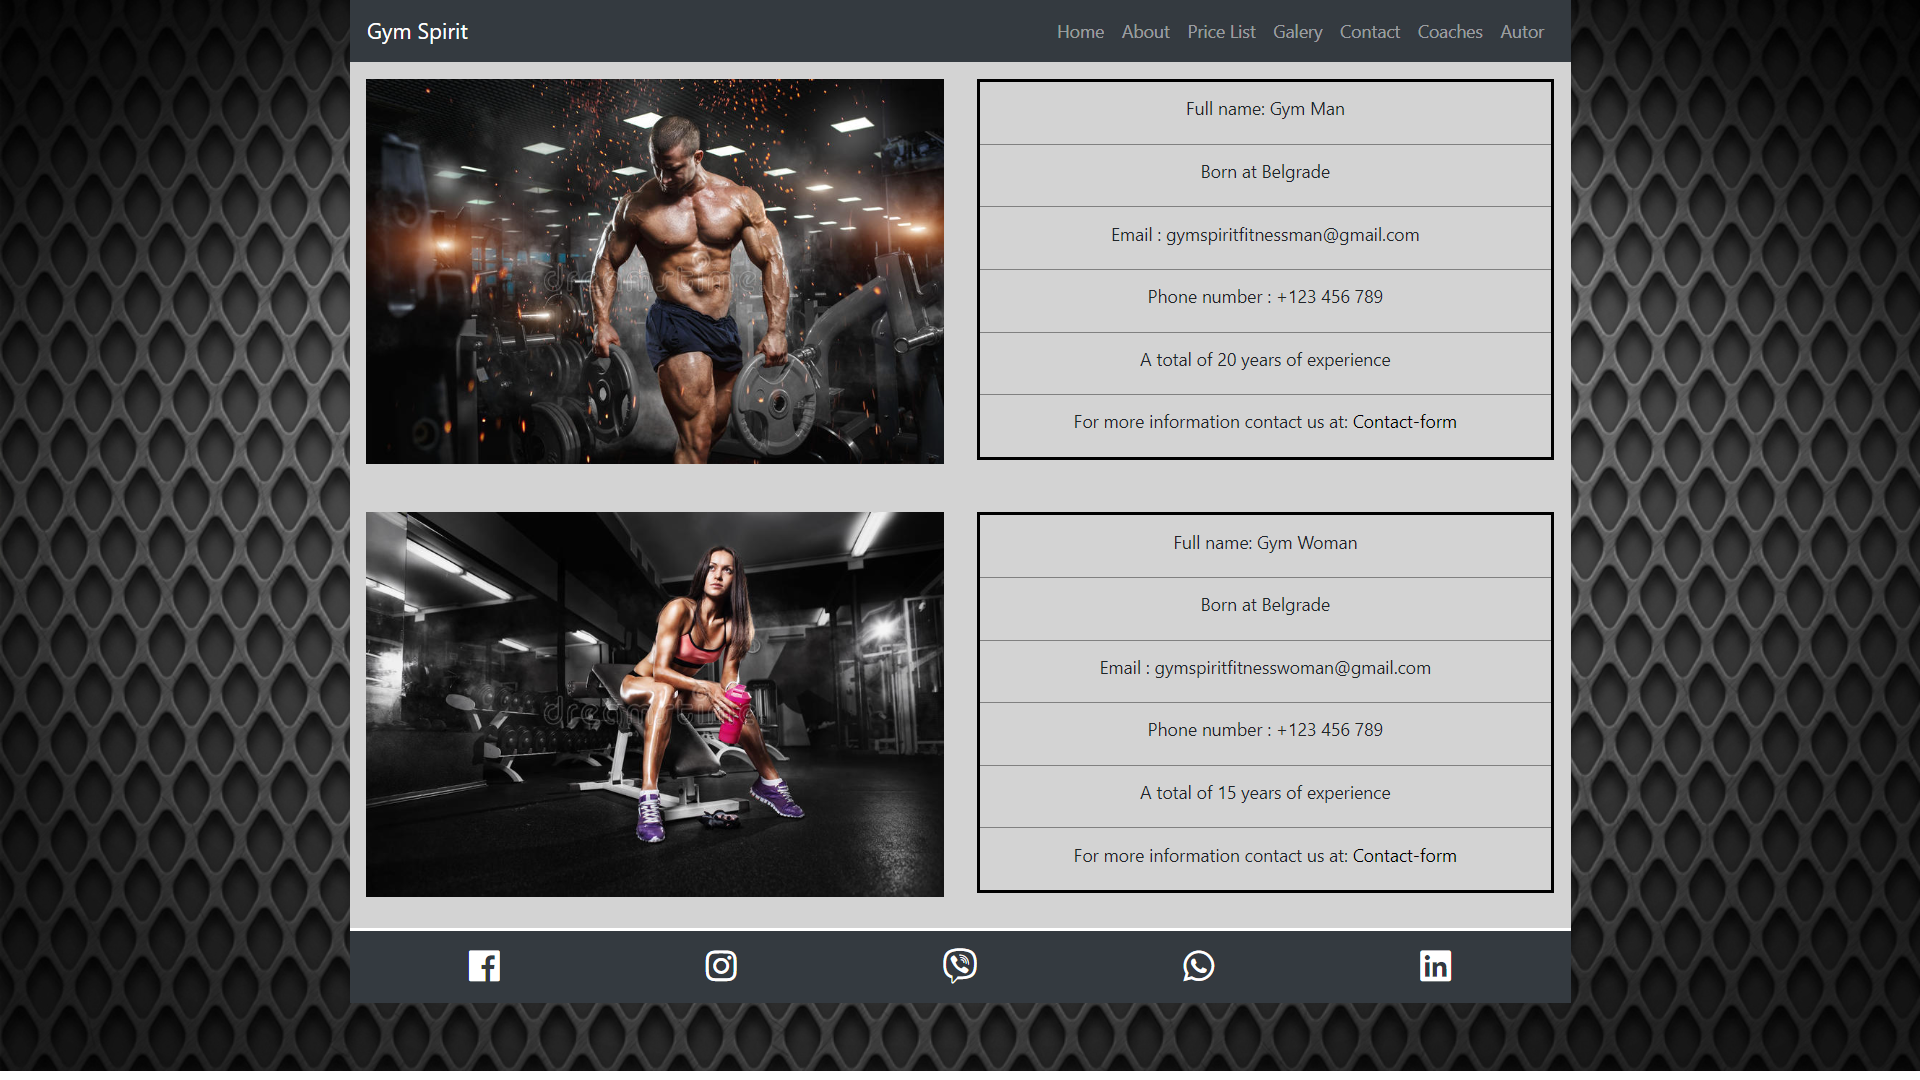 Gym Spirit
Home About Price List Galery Contact Coaches Autor
dreamstime
Full name: Gym Man
Born at Belgrade
Email : gymspiritfitnessman@gmail.com
Phone number : +123 456 789
A total of 20 years of experience
For more information contact us at: Contact-form
dreamstime
Full name: Gym Woman
Born at Belgrade
Email : gymspiritfitnesswoman@gmail.com
Phone number : +123 456 789
A total of 15 years of experience
For more information contact us at: Contact-form
in